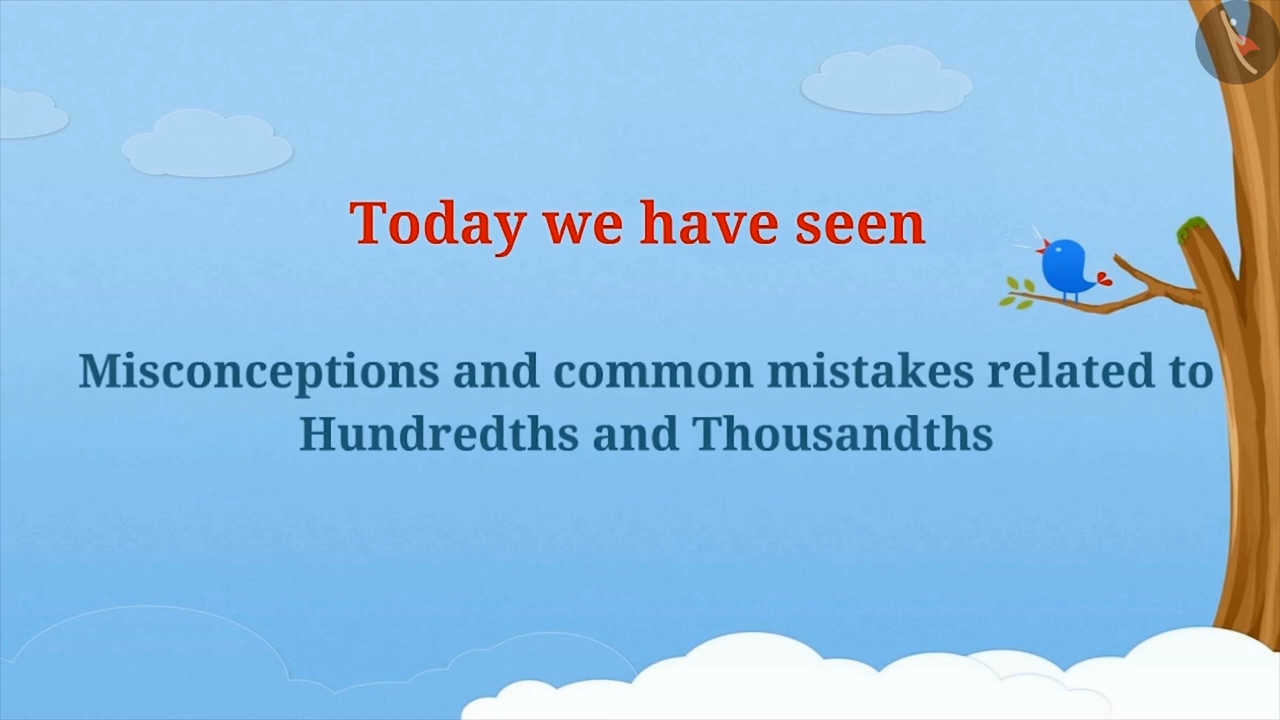 Today we have seen
Misconceptions and common mistakes related to
Hundredths and Thousandths